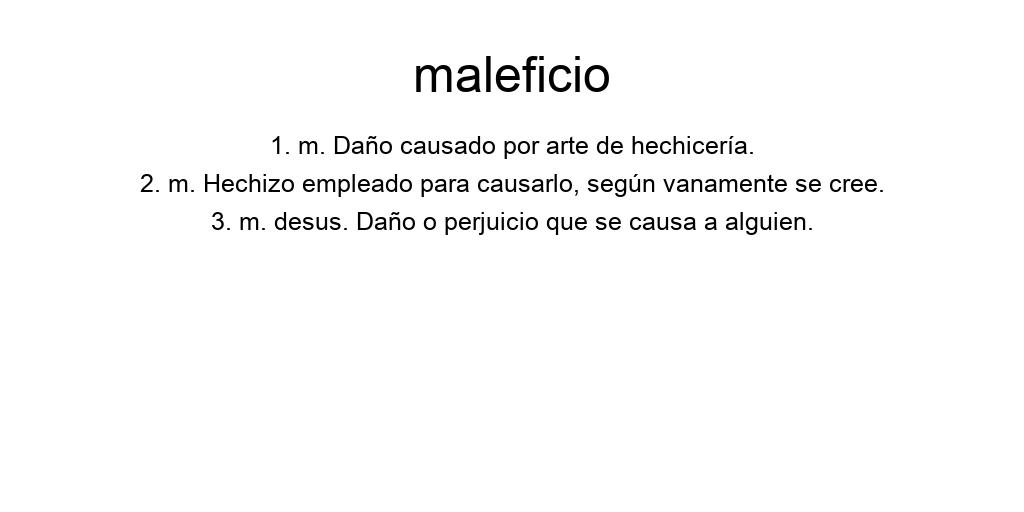 maleficio
1. m. Daño causado por arte de hechicería.
2. m. Hechizo empleado para causarlo, según vanamente se cree.
3. m. desus. Daño o perjuicio que se causa a alguien.